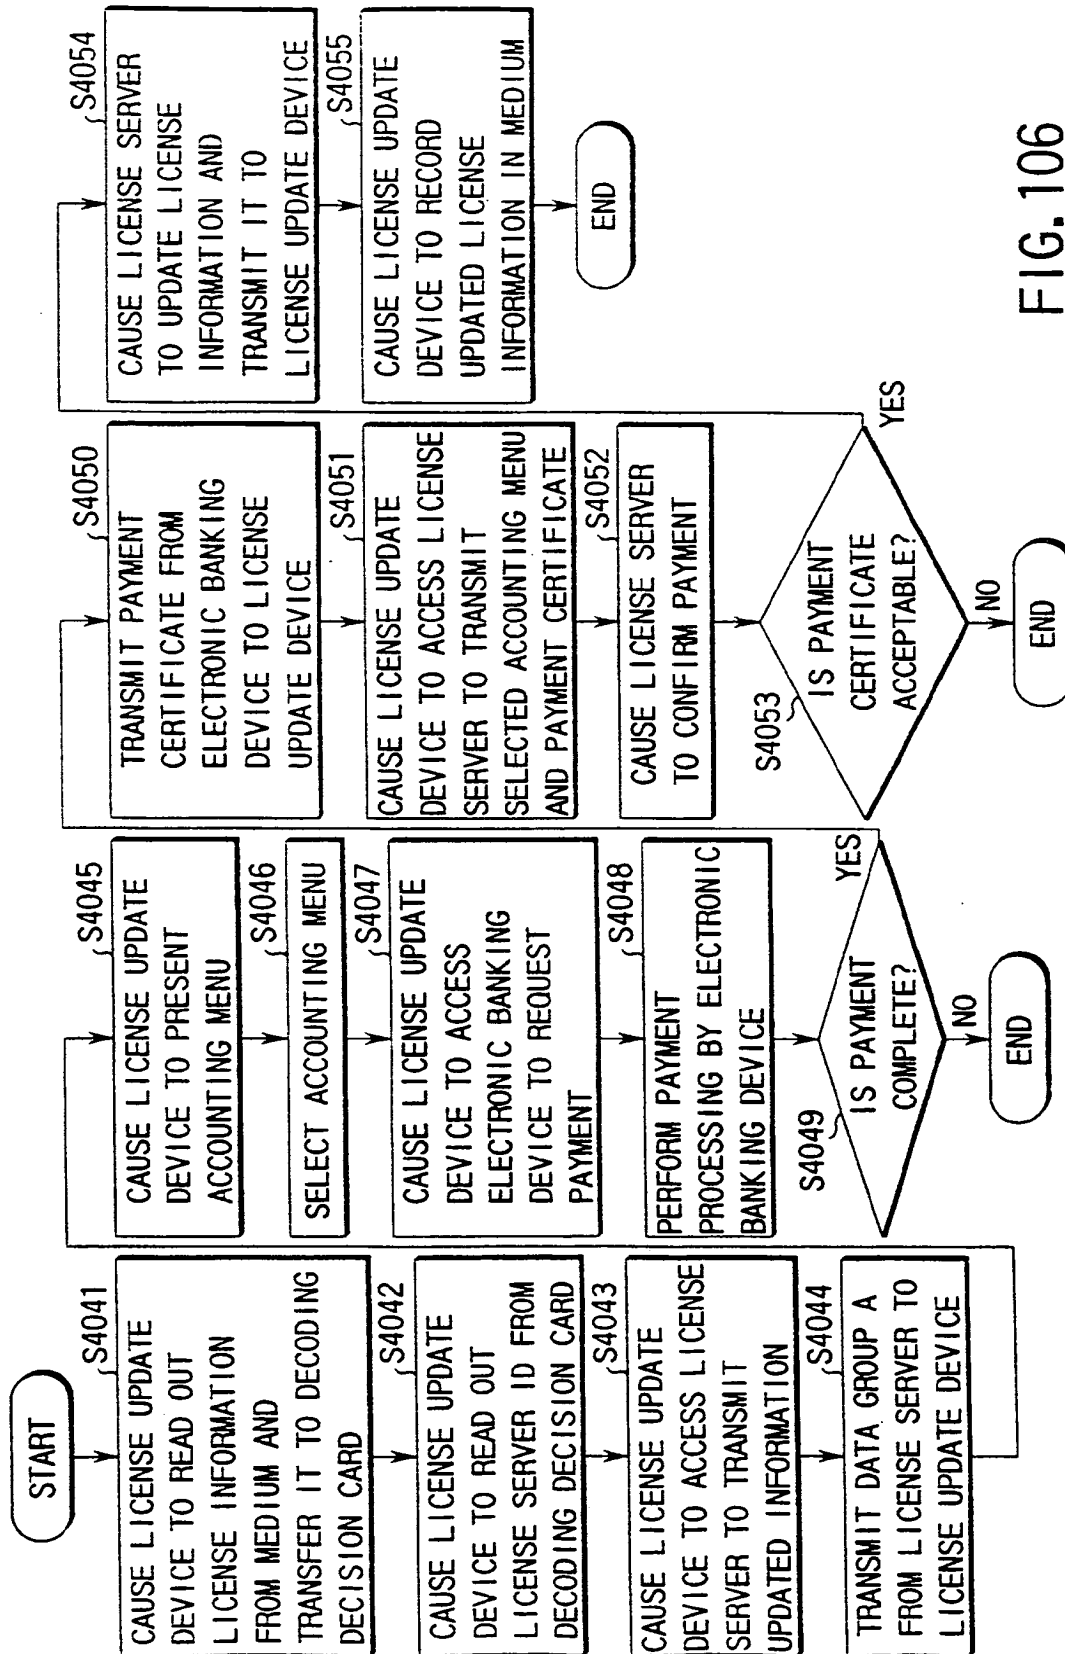 START
S4041
CAUSE LICENSE UPDATE
DEVICE TO READ OUT
LICENSE INFORMATION
FROM MEDIUM AND
TRANSFER IT TO DECODING
DECISION CARD
S4042
CAUSE LICENSE UPDATE
DEVICE TO READ OUT
LICENSE SERVER ID FROM
DECODING DECISION CARD
S4043
CAUSE LICENSE UPDATE
DEVICE TO ACCESS LICENSE
SERVER TO TRANSMIT
UPDATED INFORMATION
S4044
TRANSMIT DATA GROUP A
FROM LICENSE SERVER TO
LICENSE UPDATE DEVICE
S4045
CAUSE LICENSE UPDATE
DEVICE TO PRESENT
ACCOUNTING MENU
S4046
SELECT ACCOUNTING MENU
S4047
CAUSE LICENSE UPDATE
DEVICE TO ACCESS
ELECTRONIC BANKING
DEVICE TO REQUEST
PAYMENT
S4048
PERFORM PAYMENT
PROCESSING BY ELECTRONIC
BANKING DEVICE
S4049
IS PAYMENT
COMPLETE?
YES
NO
END
S4050
TRANSMIT PAYMENT
CERTIFICATE FROM
ELECTRONIC BANKING
DEVICE TO LICENSE
UPDATE DEVICE
S4051
CAUSE LICENSE UPDATE
DEVICE TO ACCESS LICENSE
SERVER TO TRANSMIT
SELECTED ACCOUNTING MENU
AND PAYMENT CERTIFICATE
S4052
CAUSE LICENSE SERVER
TO CONFIRM PAYMENT
S4053
IS PAYMENT
CERTIFICATE
ACCEPTABLE?
YES
NO
END
S4054
CAUSE LICENSE SERVER
TO UPDATE LICENSE
INFORMATION AND
TRANSMIT IT TO
LICENSE UPDATE DEVICE
S4055
CAUSE LICENSE UPDATE
DEVICE TO RECORD
UPDATED LICENSE
INFORMATION IN MEDIUM
END
FIG. 106